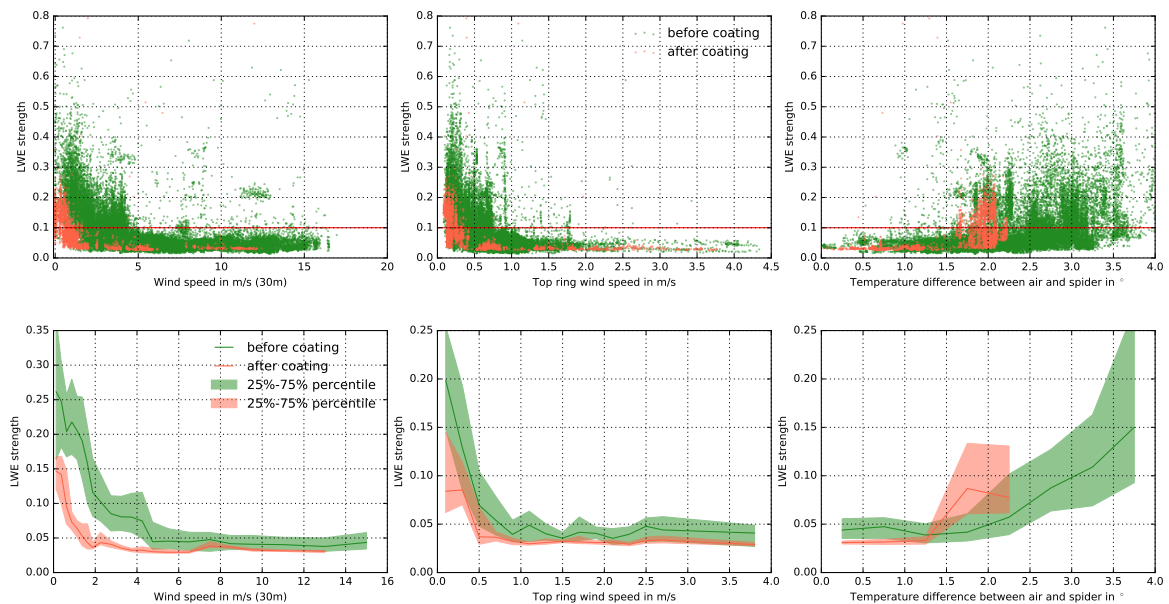 0.8 0.8 0.8
before coating
after coating
0.7 0.7 0.7
0.6 0.6 0.6
0.5 0.5 0.5
LWE strength LWE strength LWE strength
0.4 0.4 0.4
0.3 0.3 0.3
0.2 0.2 0.2
0.1 0.1 0.1
0.0 0.0 0.0
0 5 10 15 20 0.0 0.5 1.0 1.5 2.0 2.5 3.0 3.5 4.0 4.5 0.0 0.5 1.0 1.5 2.0 2.5 3.0 3.5 4.0
Wind speed in m/s (30m) Top ring wind speed in m/s Temperature difference between air and spider in °
0.35 0.25 0.25
before coating
after coating
25%-75% percentile
25%-75% percentile
0.30 0.20 0.20
0.25 0.15 0.15
0.20 0.10 0.10
0.15 0.05 0.05
0.10 0.00 0.00
0.05
0.00
LWE strength LWE strength LWE strength
0 2 4 6 8 10 12 14 16 0.0 0.5 1.0 1.5 2.0 2.5 3.0 3.5 4.0 0.0 0.5 1.0 1.5 2.0 2.5 3.0 3.5 4.0
Wind speed in m/s (30m) Top ring wind speed in m/s Temperature difference between air and spider in °